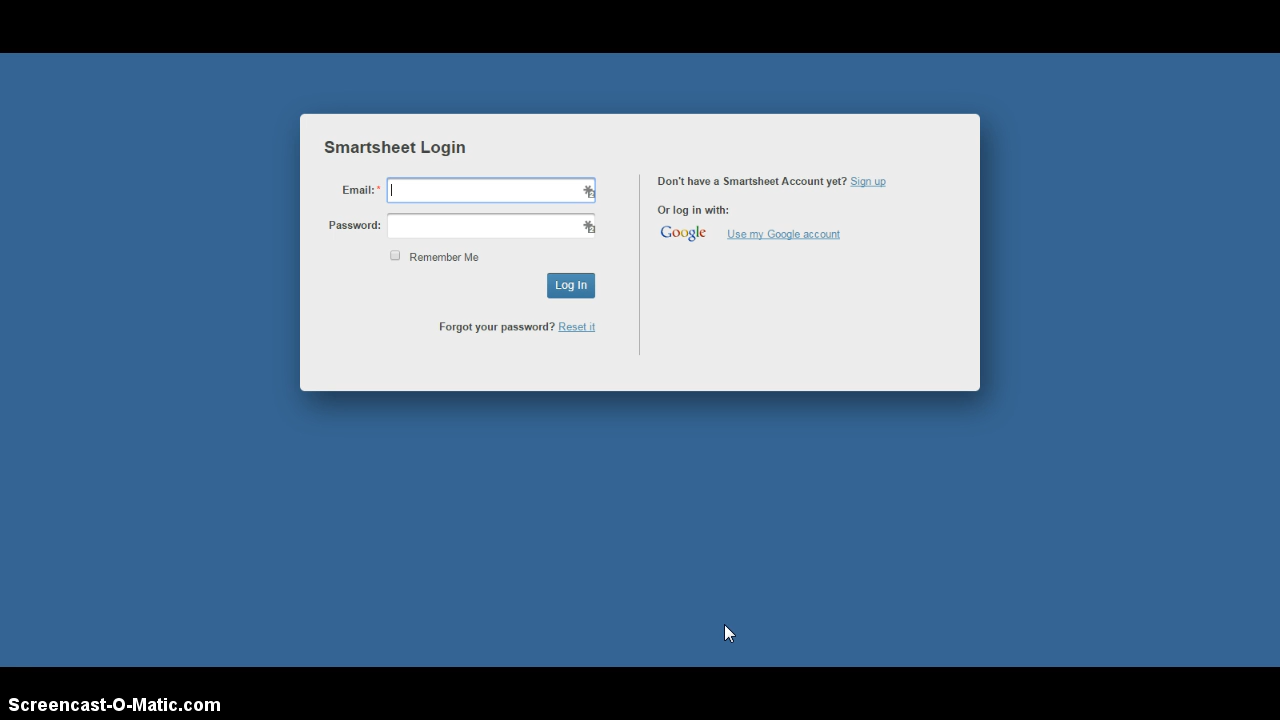 Smartsheet Login
Email: *
Password:
Remember Me
Log In
Forgot your password? Reset it
Don't have a Smartsheet Account yet? Sign up
Or log in with:
Google Use my Google account
Screencast-O-Matic.com